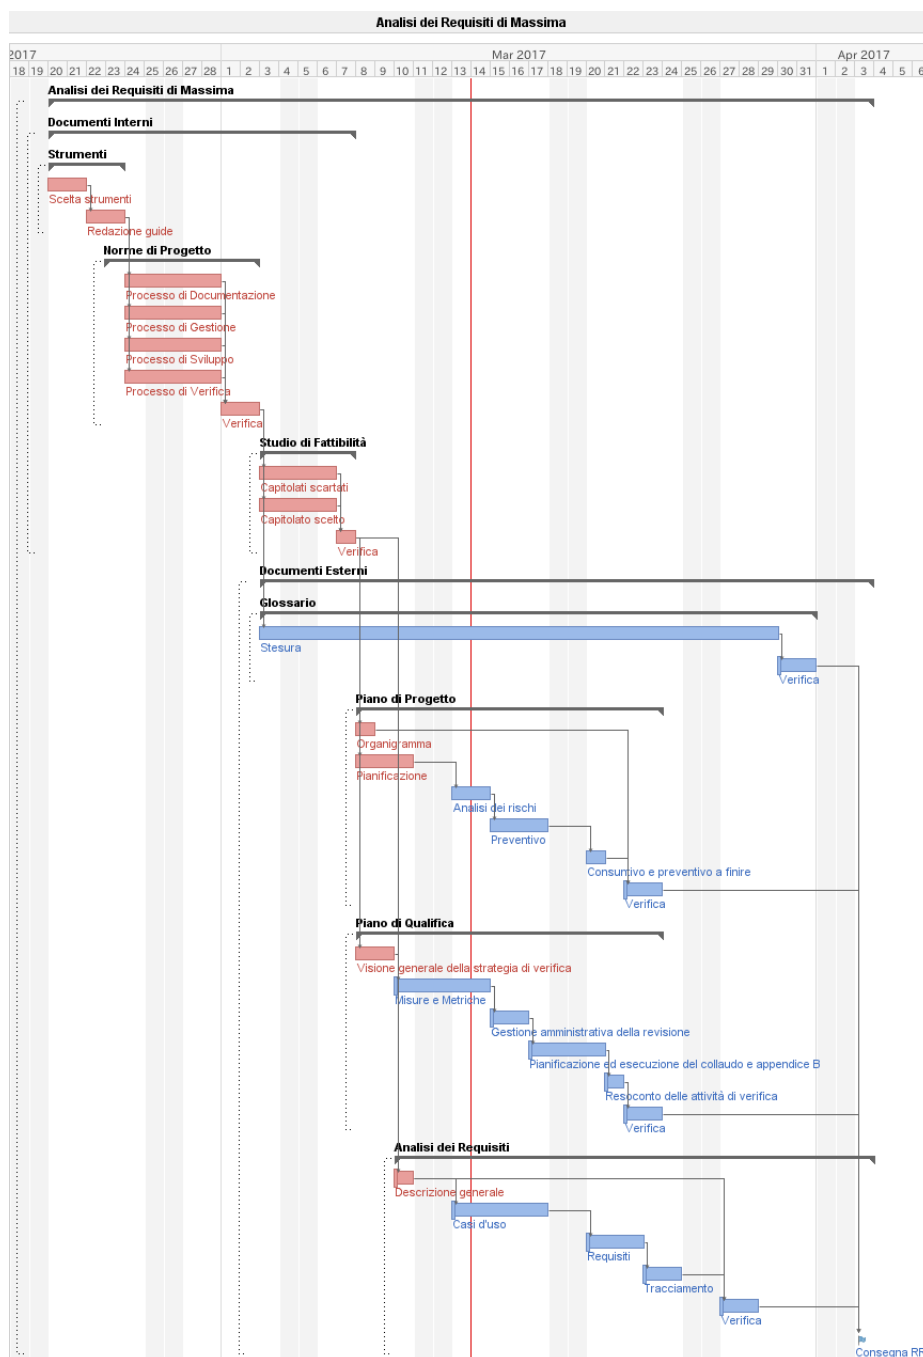 Analisi dei Requisiti di Massima
2017 Mar 2017 Apr 2017
18 19 20 21 22 23 24 25 26 27 28 1 2 3 4 5 6 7 8 9 10 11 12 13 14 15 16 17 18 19 20 21 22 23 24 25 26 27 28 29 30 31 1 2 3 4 5 6
Analisi dei Requisiti di Massima
Documenti Interni
Strumenti
Scelta strumenti
Redazione guide
Norme di Progetto
Processo di Documentazione
Processo di Gestione
Processo di Sviluppo
Processo di Verifica
Verifica
Studio di Fattibilità
Capitolati scartati
Capitolato scelto
Verifica
Documenti Esterni
Glossario
Stesura
Verifica
Piano di Progetto
Organigramma
Pianificazione
Analisi dei rischi
Preventivo
Consuntivo e preventivo a finire
Verifica
Piano di Qualifica
Visione generale della strategia di verifica
Misure e Metriche
Gestione amministrativa della revisione
Pianificazione ed esecuzione del collaudo e appendice B
Resoconto delle attività di verifica
Verifica
Analisi dei Requisiti
Descrizione generale
Casi d'uso
Requisiti
Tracciamento
Verifica
Consegna RR